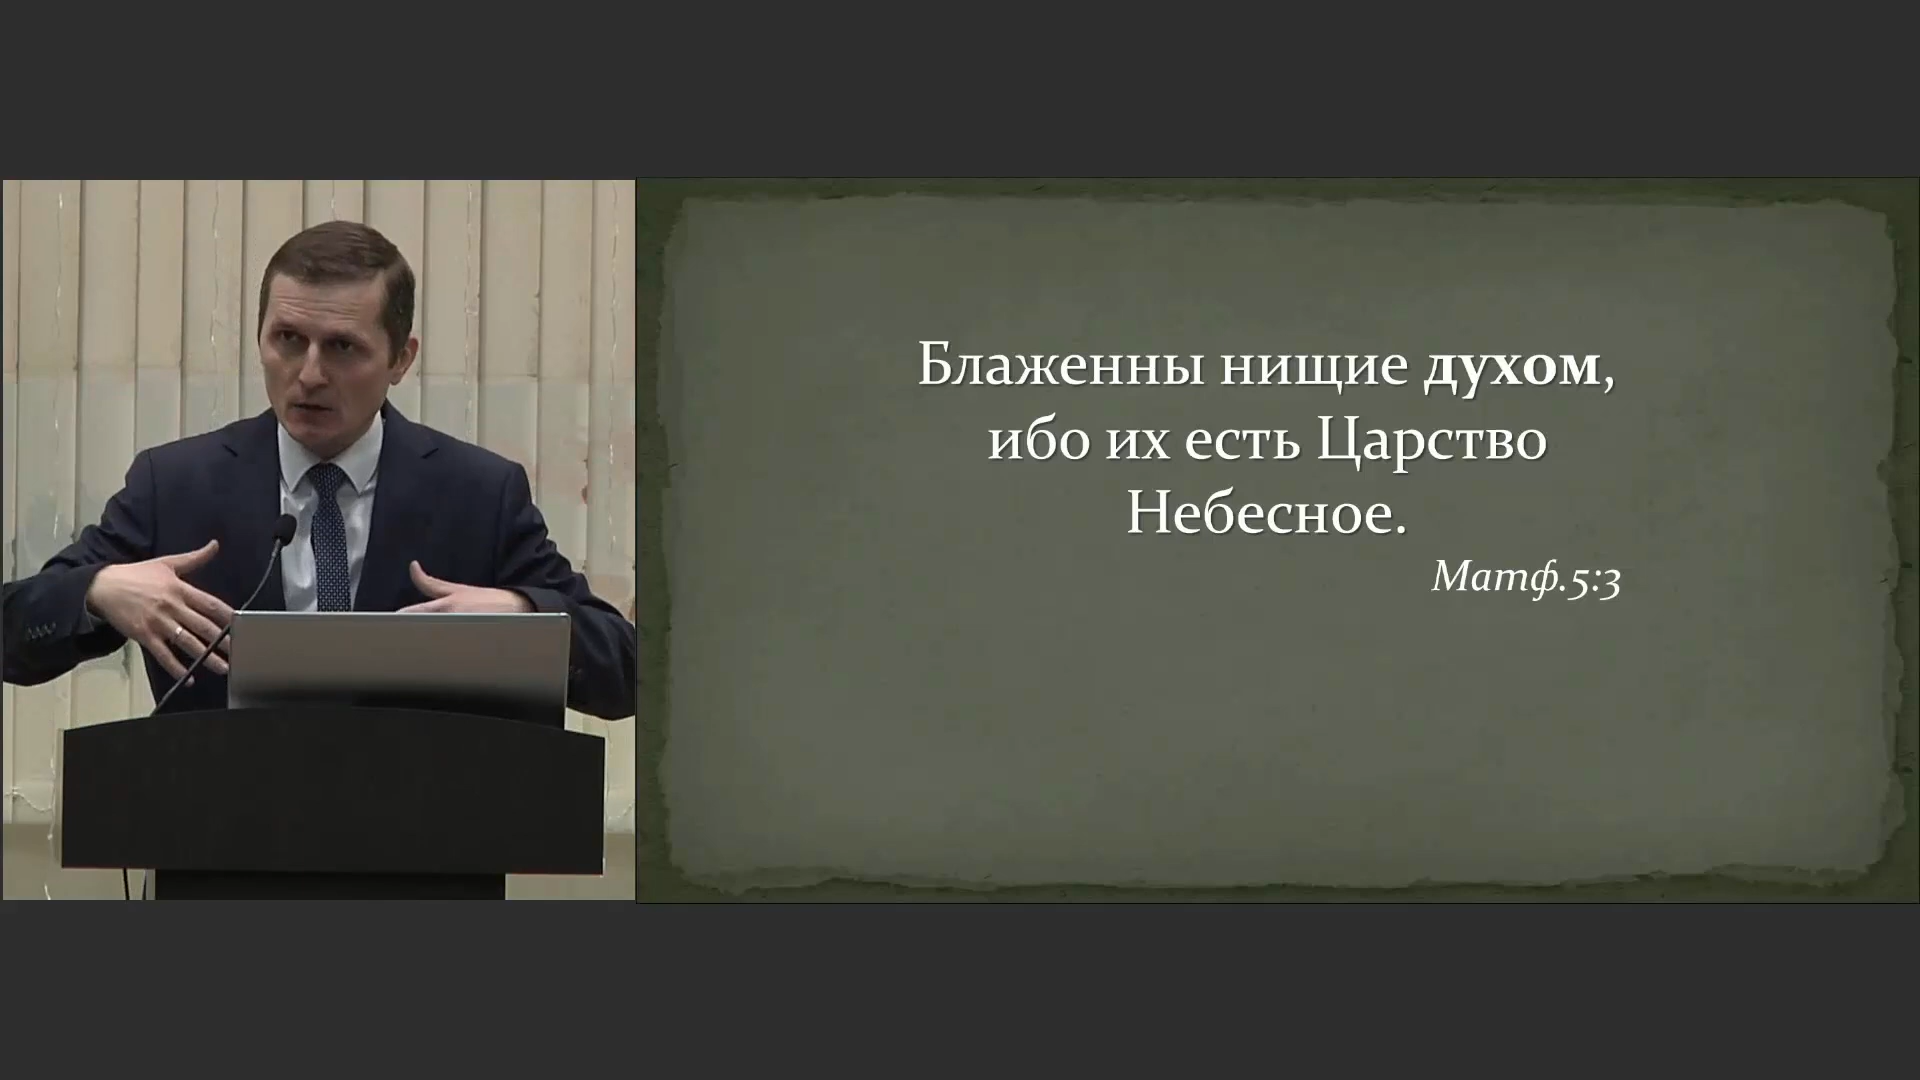 Блаженны нищие духом,
ибо их есть Царство
Небесное.
Матф.5:3